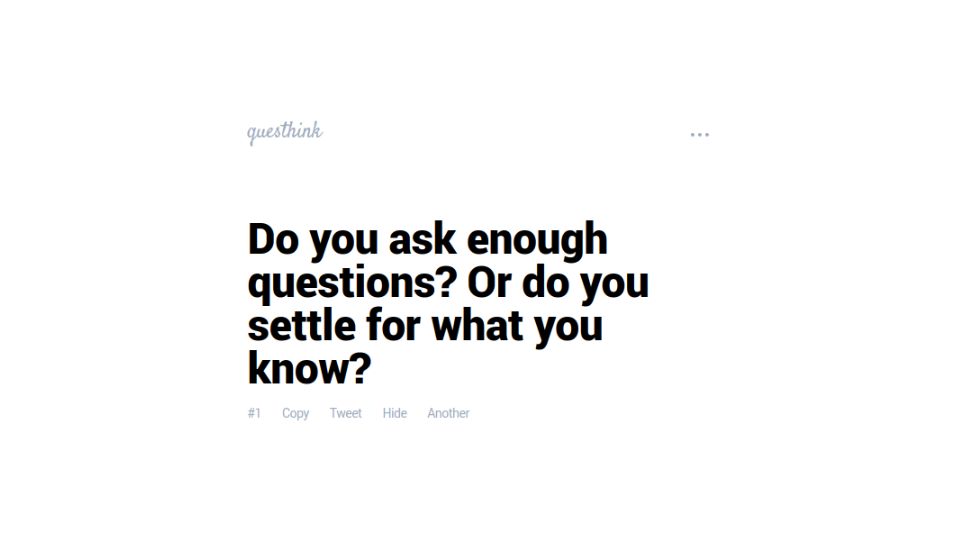 questhink
Do you ask enough
questions? Or do you
settle for what you
know?
#1 Copy Tweet Hide Another